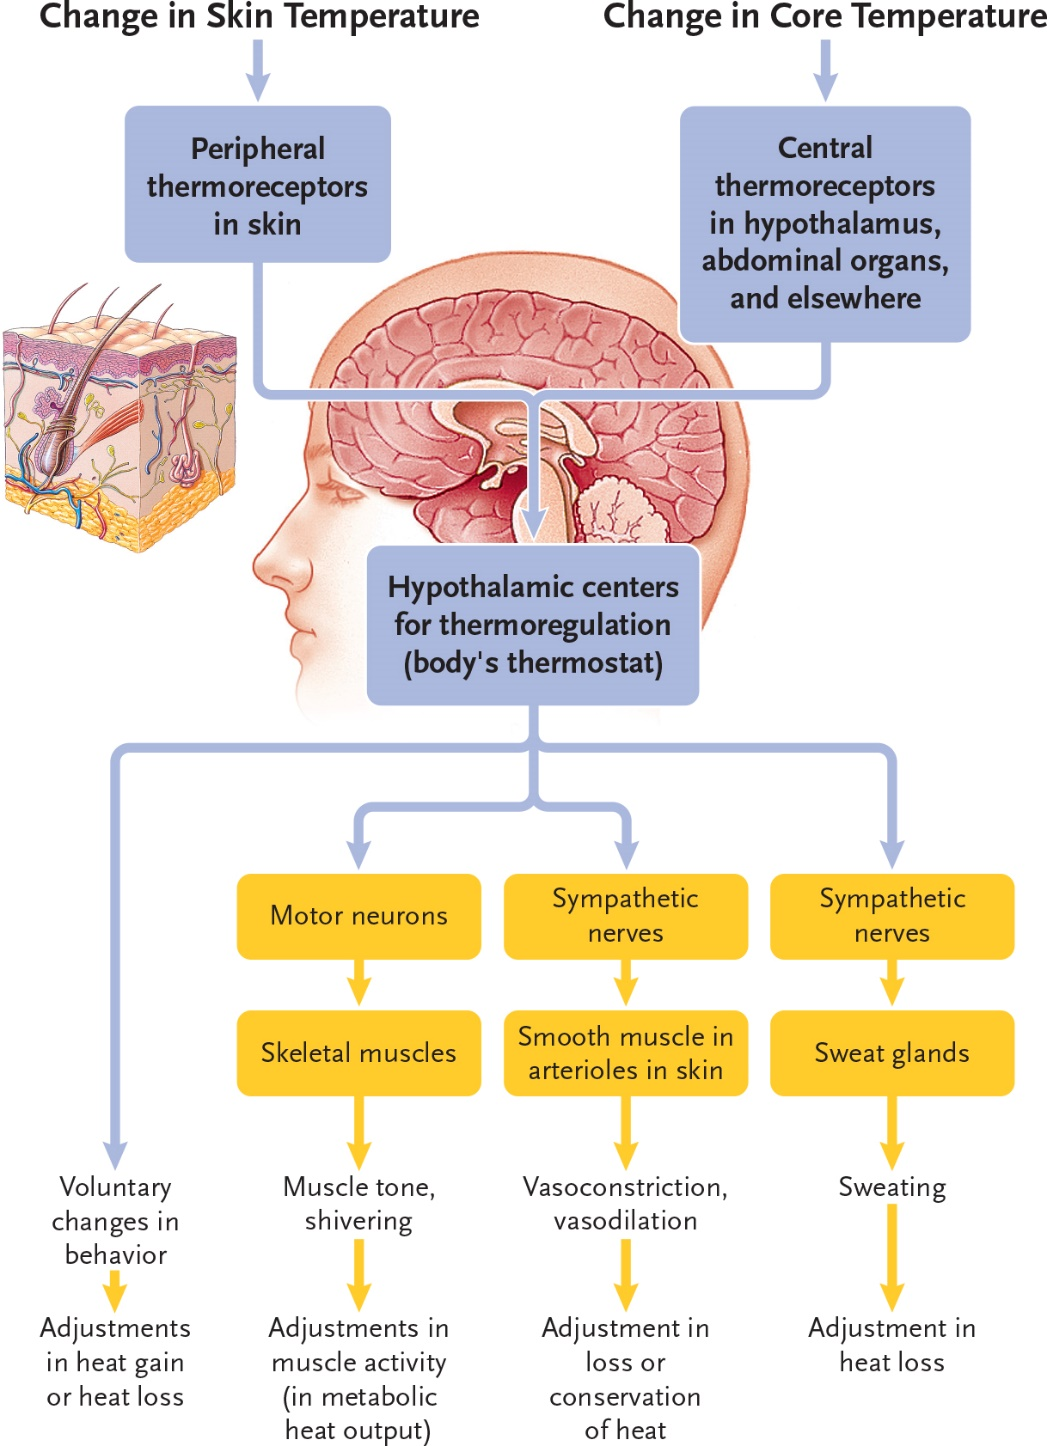 Change in Skin Temperature
Change in Core Temperature
Peripheral
thermoreceptors
in skin
Central
thermoreceptors
in hypothalamus,
abdominal organs,
and elsewhere
Hypothalamic centers
for thermoregulation
(body's thermostat)
Motor neurons
Sympathetic
nerves
Sympathetic
nerves
Skeletal muscles
Smooth muscle in
arterioles in skin
Sweat glands
Voluntary
changes in
behavior
Muscle tone,
shivering
Vasoconstriction,
vasodilation
Sweating
Adjustments
in heat gain
or heat loss
Adjustments in
muscle activity
(in metabolic
heat output)
Adjustment in
loss or
conservation
of heat
Adjustment in
heat loss